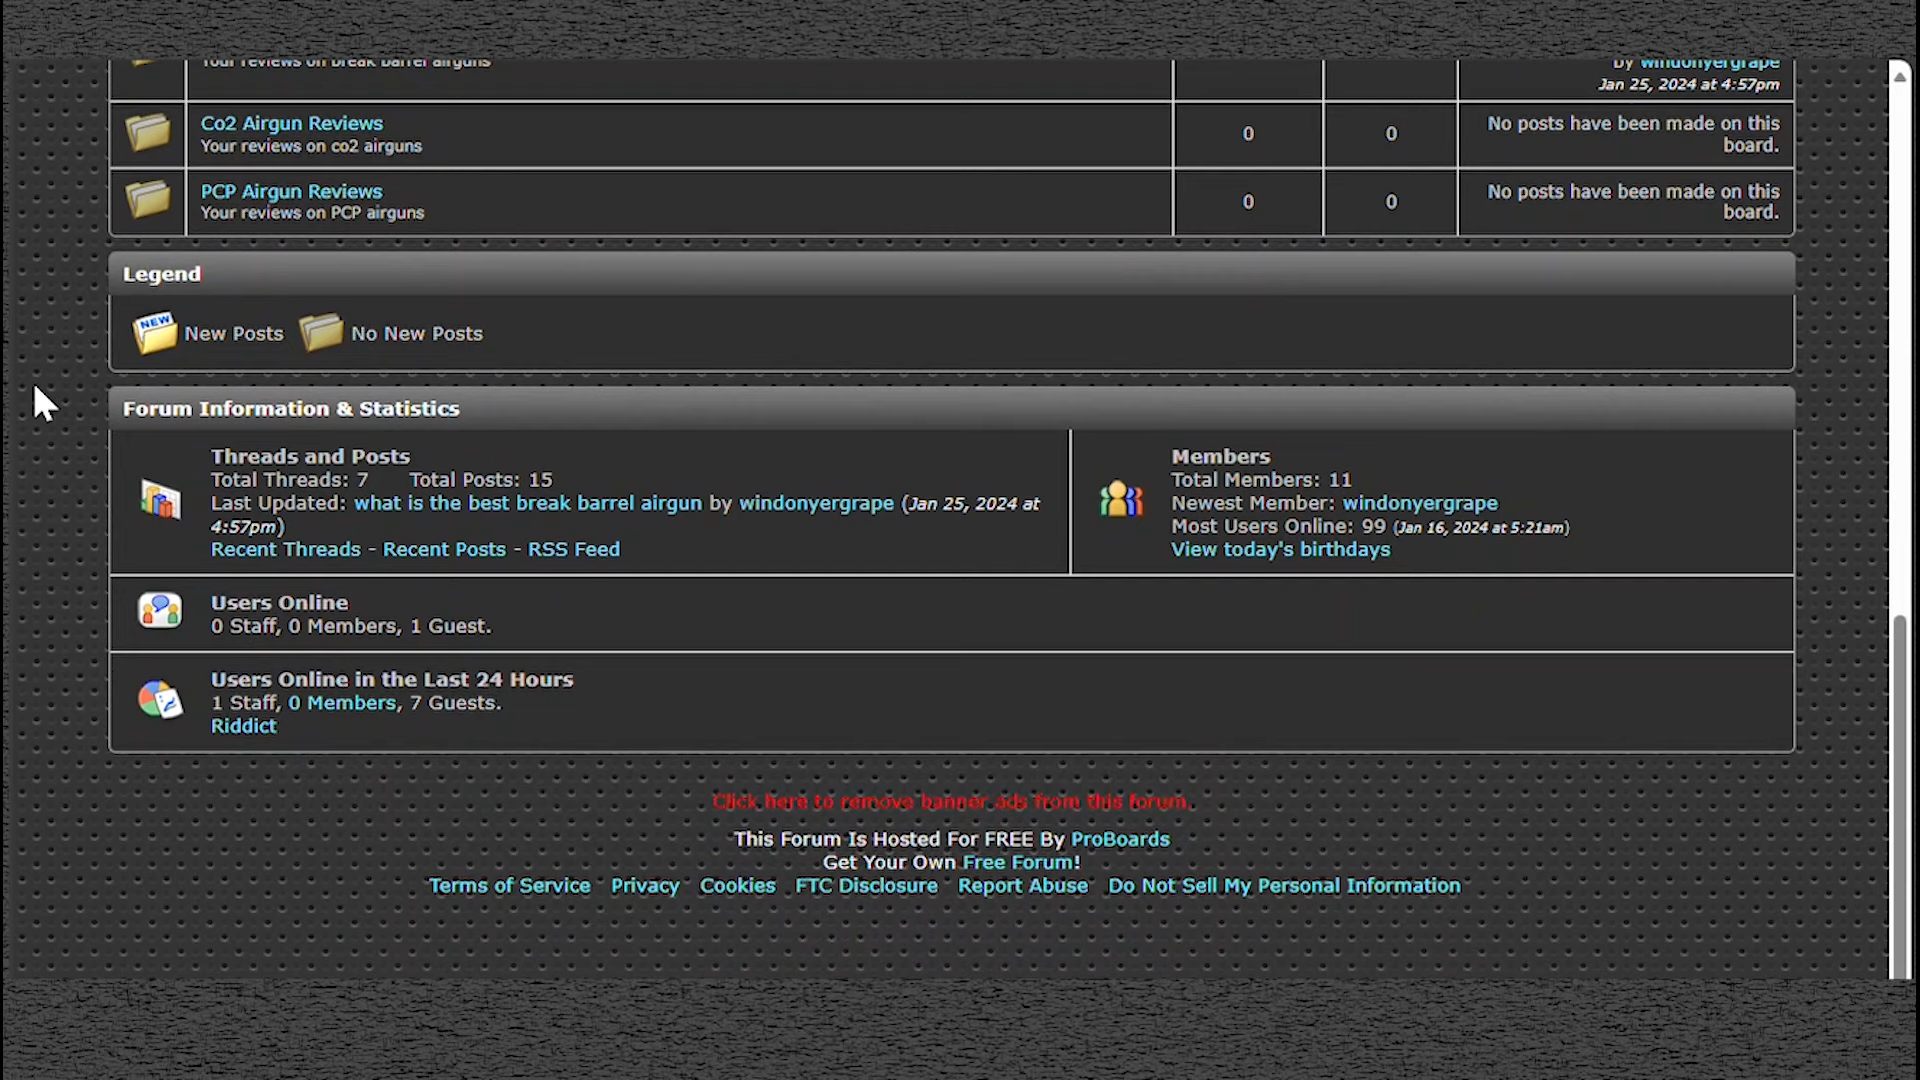 Your reviews on break barrel airguns
by windonyergrape
Jan 25, 2024 at 4:57pm
Co2 Airgun Reviews
Your reviews on co2 airguns
0
0
No posts have been made on this
board.
PCP Airgun Reviews
Your reviews on PCP airguns
0
0
No posts have been made on this
board.
Legend
NEW New Posts No New Posts
Forum Information & Statistics
Threads and Posts
Total Threads: 7 Total Posts: 15
Last Updated: what is the best break barrel airgun by windonyergrape (Jan 25, 2024 at
4:57pm)
Recent Threads - Recent Posts - RSS Feed
Members
Total Members: 11
Newest Member: windonyergrape
Most Users Online: 99 (Jan 16, 2024 at 5:21am)
View today's birthdays
Users Online
0 Staff, 0 Members, 1 Guest.
Users Online in the Last 24 Hours
1 Staff, 0 Members, 7 Guests.
Riddict
Click here to remove banner ads from this forum.
This Forum Is Hosted For FREE By ProBoards
Get Your Own Free Forum!
Terms of Service Privacy Cookies FTC Disclosure Report Abuse Do Not Sell My Personal Information